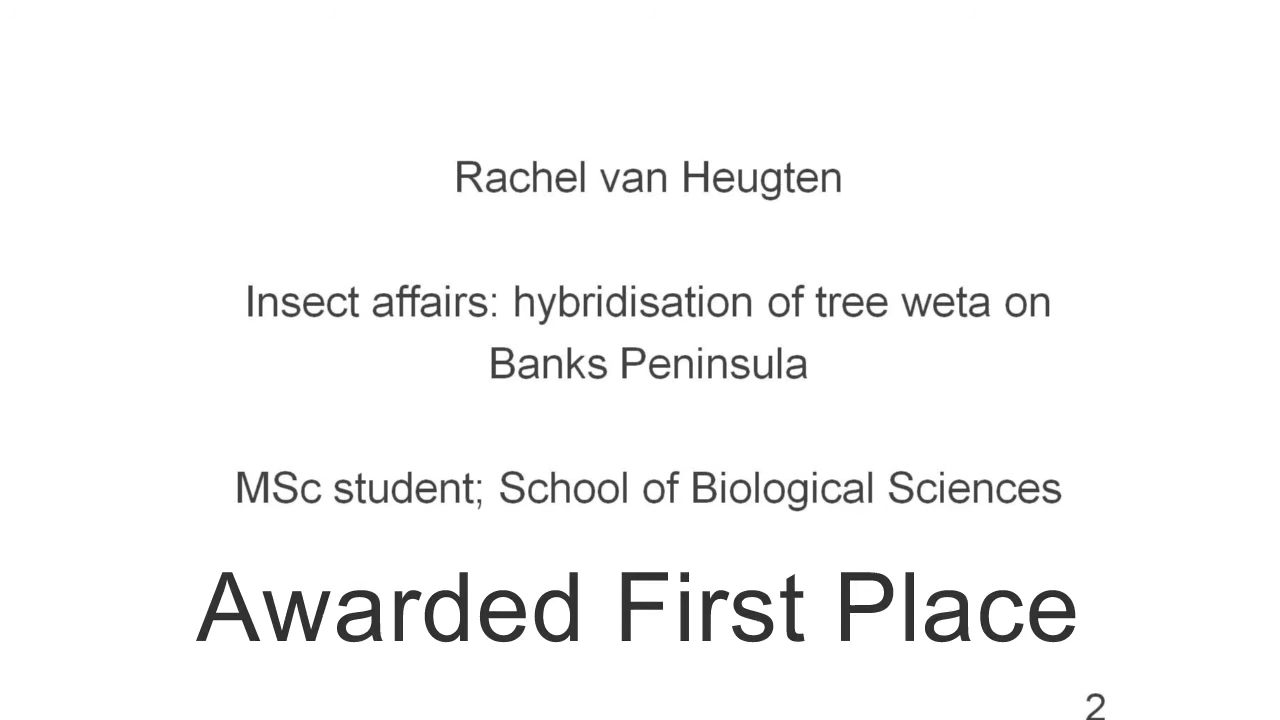 Rachel van Heugten
Insect affairs: hybridisation of tree weta on
Banks Peninsula
MSc student; School of Biological Sciences
Awarded First Place
2